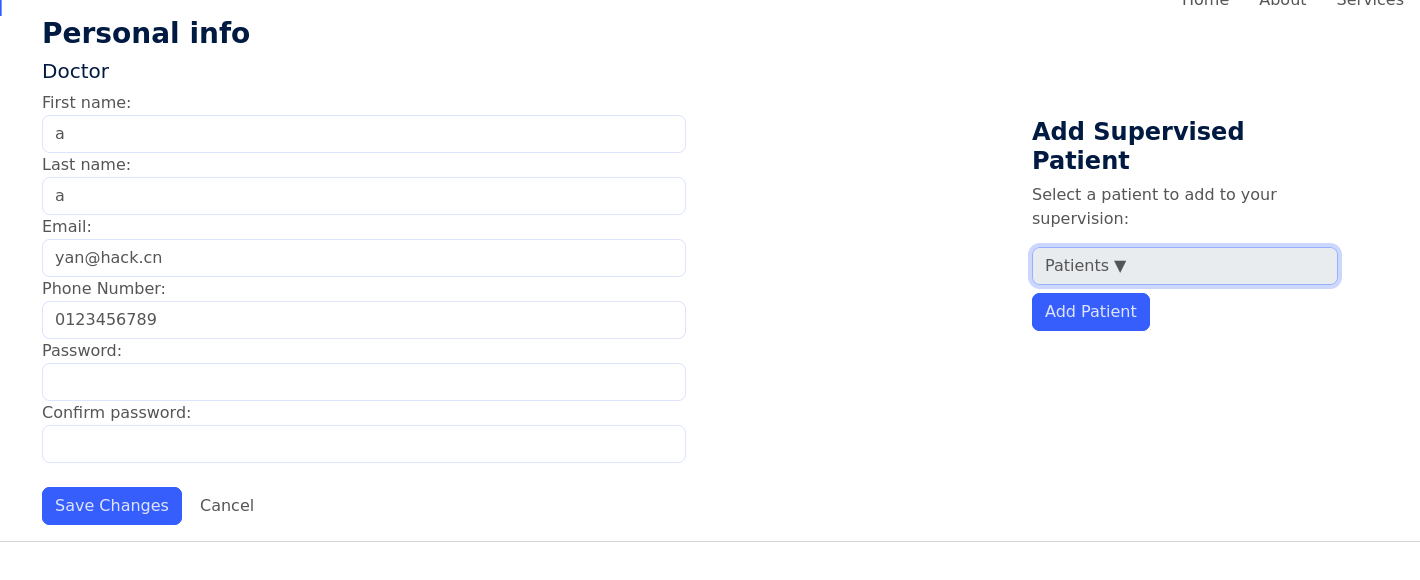 Home About Services
Personal info
Doctor
First name:
a
Last name:
a
Email:
yan@hack.cn
Phone Number:
0123456789
Password:
Confirm password:
Save Changes Cancel
Add Supervised
Patient
Select a patient to add to your
supervision:
Patients ▼
Add Patient